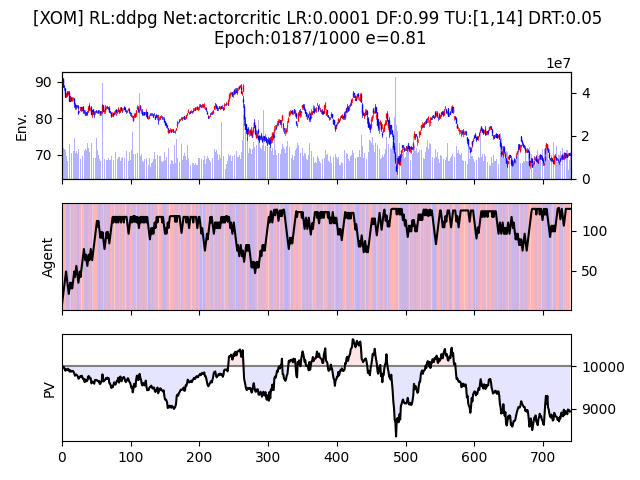 [XOM] RL:ddpg Net:actorcritic LR:0.0001 DF:0.99 TU:[1,14] DRT:0.05
Epoch:0187/1000 e=0.81
1e7
90
80
70
Env.
4
2
0
Agent
100
50
PV
10000
9000
0 100 200 300 400 500 600 700